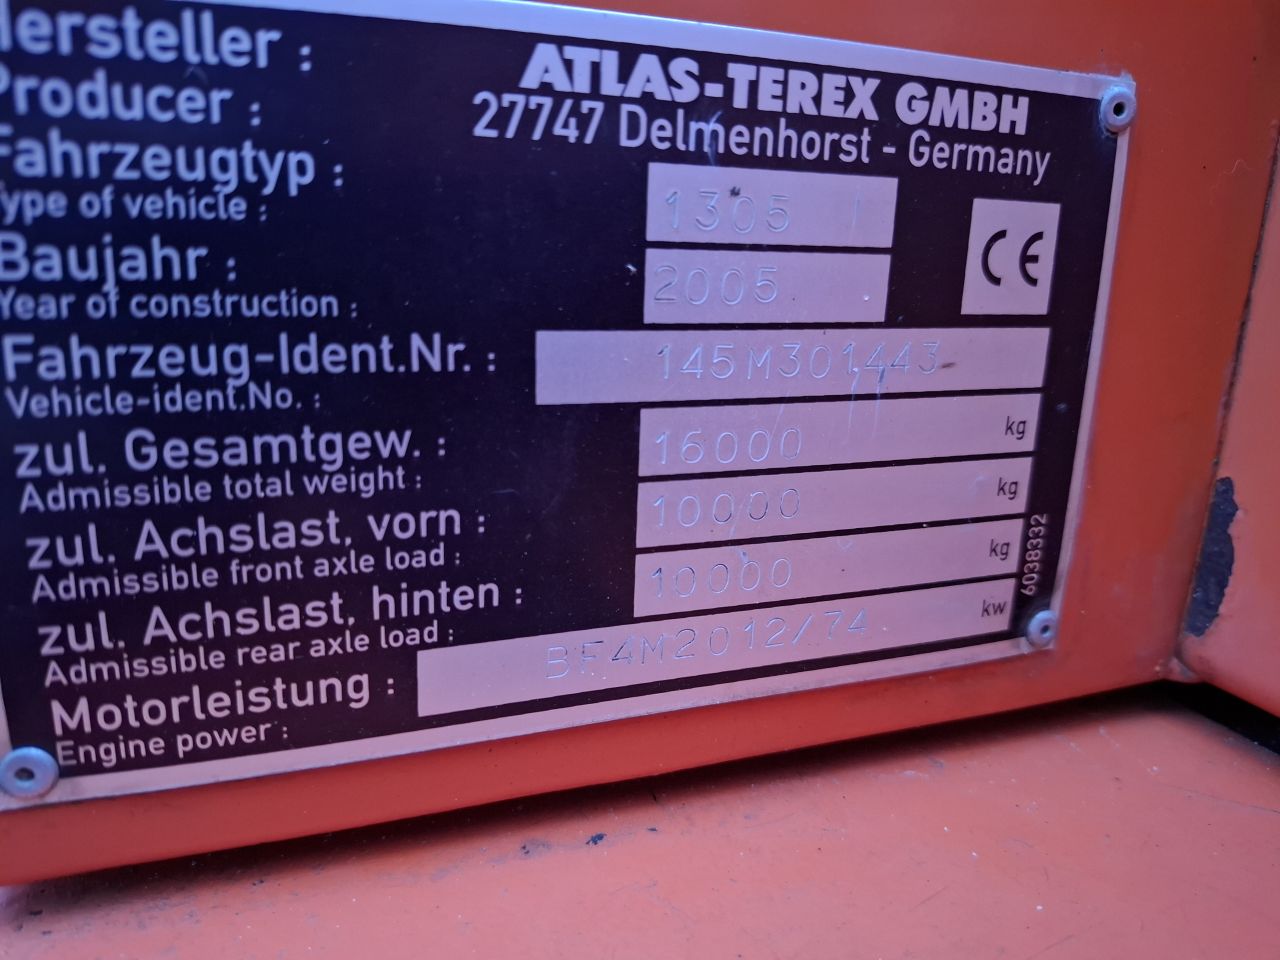 Hersteller :
Producer :
ATLAS-TEREX GMBH
27747 Delmenhorst - Germany
Fahrzeugtyp :
Type of vehicle :
1305
Baujahr :
Year of construction :
2005
CE
Fahrzeug-Ident.Nr. :
Vehicle-ident.No. :
145M301443
zul. Gesamtgew. :
Admissible total weight :
16000 kg
zul. Achslast, vorn :
Admissible front axle load :
10000 kg
zul. Achslast, hinten :
Admissible rear axle load :
10000 kg
Motorleistung :
Engine power :
BF4M2012/74 kw
6038332